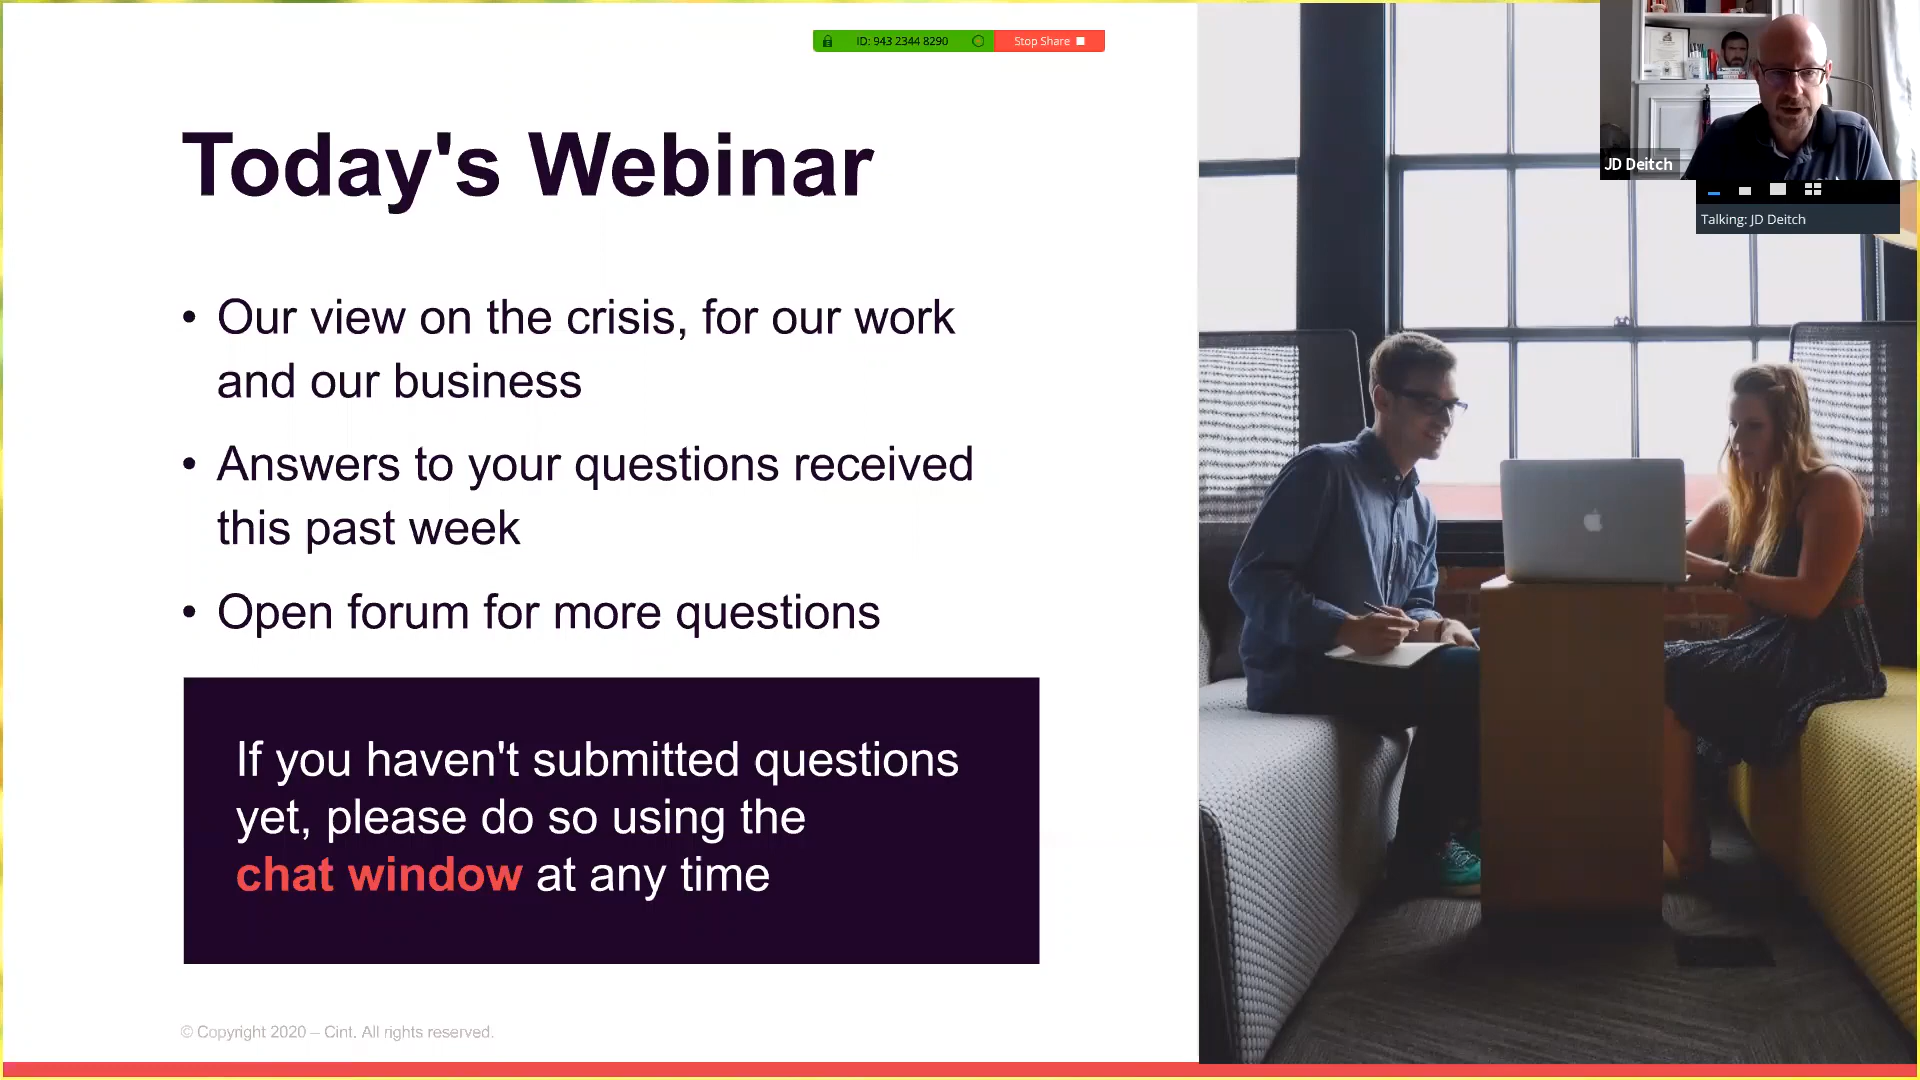 ID: 943 2344 8290
Stop Share
JD Deitch
Talking: JD Deitch
Today's Webinar
• Our view on the crisis, for our work
and our business
• Answers to your questions received
this past week
• Open forum for more questions
If you haven't submitted questions
yet, please do so using the
chat window at any time
© Copyright 2020 – Cint. All rights reserved.